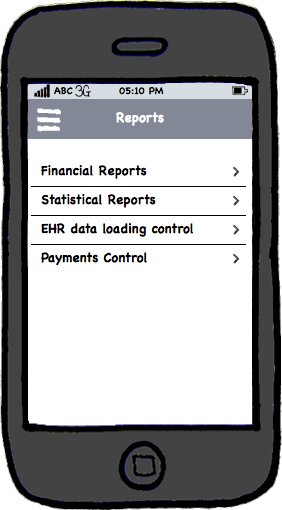 ABC 3G 05:10 PM
Reports
Financial Reports
Statistical Reports
EHR data loading control
Payments Control